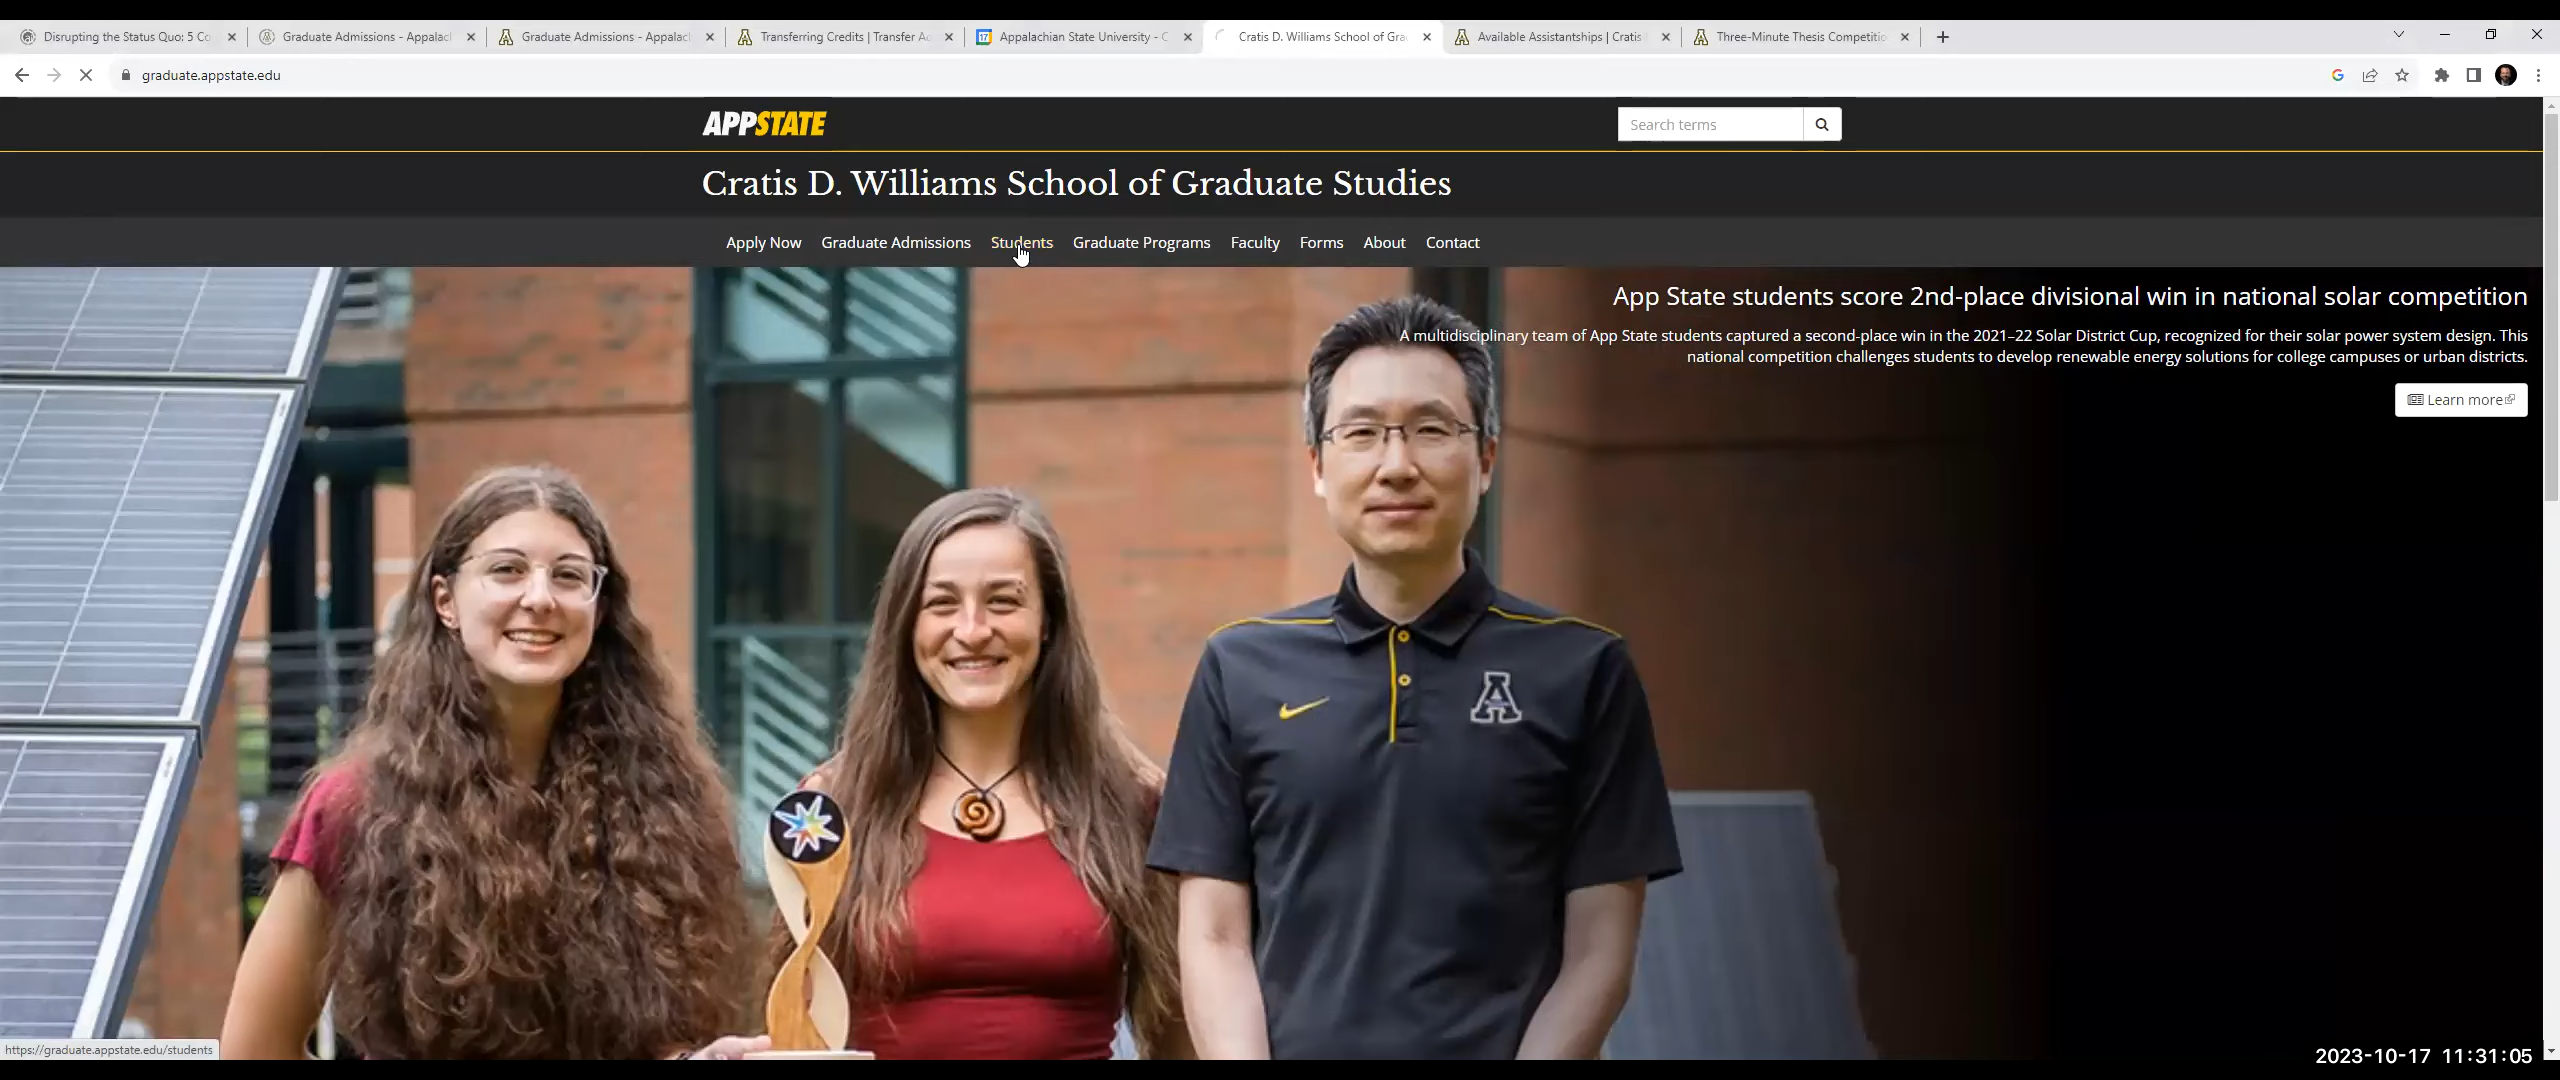 Disrupting the Status Quo: 5 Co
Graduate Admissions - Appalac
Graduate Admissions - Appalac
Transferring Credits | Transfer A
17 Appalachian State University - C
Cratis D. Williams School of Gra
Available Assistantships | Cratis
Three-Minute Thesis Competitio
graduate.appstate.edu
APPSTATE
Search terms
Cratis D. Williams School of Graduate Studies
Apply Now Graduate Admissions Students Graduate Programs Faculty Forms About Contact
App State students score 2nd-place divisional win in national solar competition
A multidisciplinary team of App State students captured a second-place win in the 2021–22 Solar District Cup, recognized for their solar power system design. This
national competition challenges students to develop renewable energy solutions for college campuses or urban districts.
Learn more
A
https://graduate.appstate.edu/students
2023-10-17 11:31:05